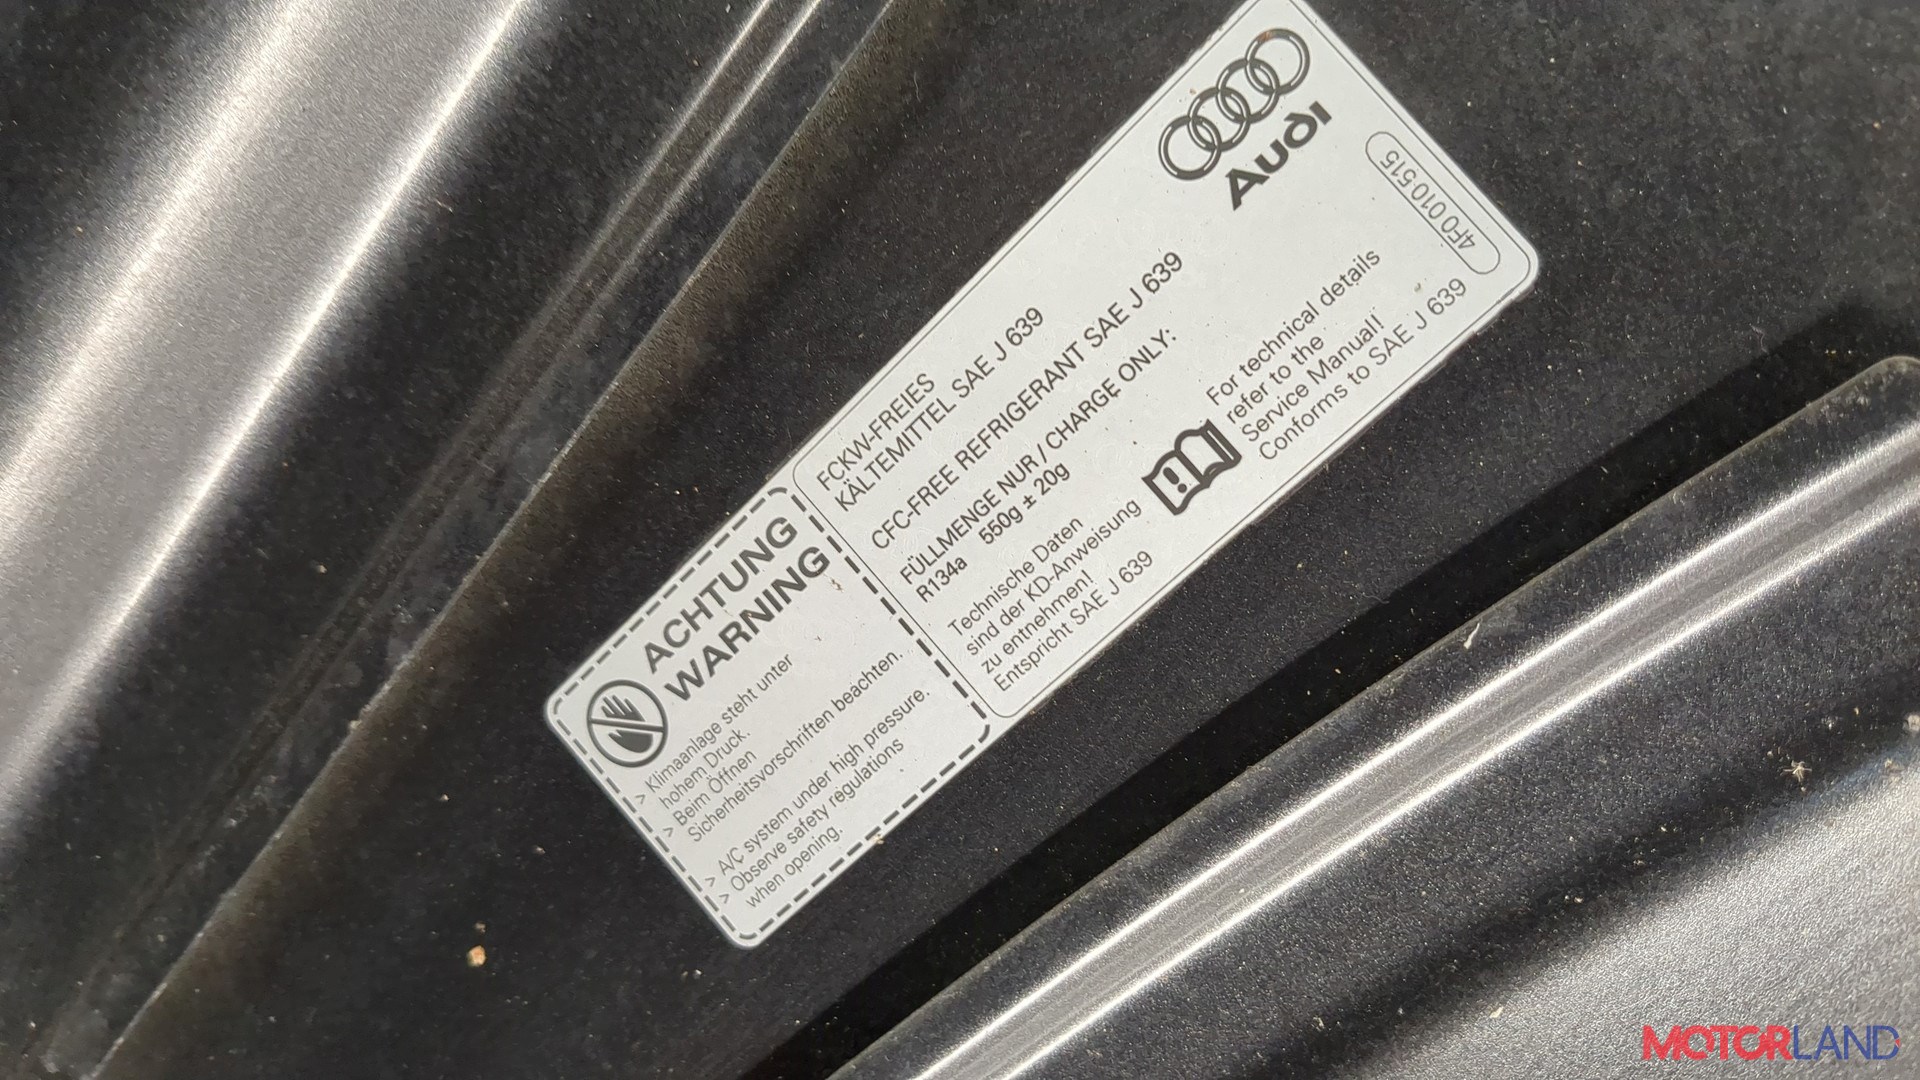 ACHTUNG
WARNING
> Klimaanlage steht unter
hohem Druck.
> Beim Öffnen
Sicherheitsvorschriften beachten.
> A/C system under high pressure.
> Observe safety regulations
when opening.
FCKW-FREIES
KÄLTEMITTEL SAE J 639
CFC-FREE REFRIGERANT SAE J 639
FÜLLMENGE NUR / CHARGE ONLY:
R134a 550g ± 20g
Technische Daten
sind der KD-Anweisung
zu entnehmen!
Entspricht SAE J 639
For technical details
refer to the
Service Manual!
Conforms to SAE J 639
Audi
4F0 010 515
MOTORLAND